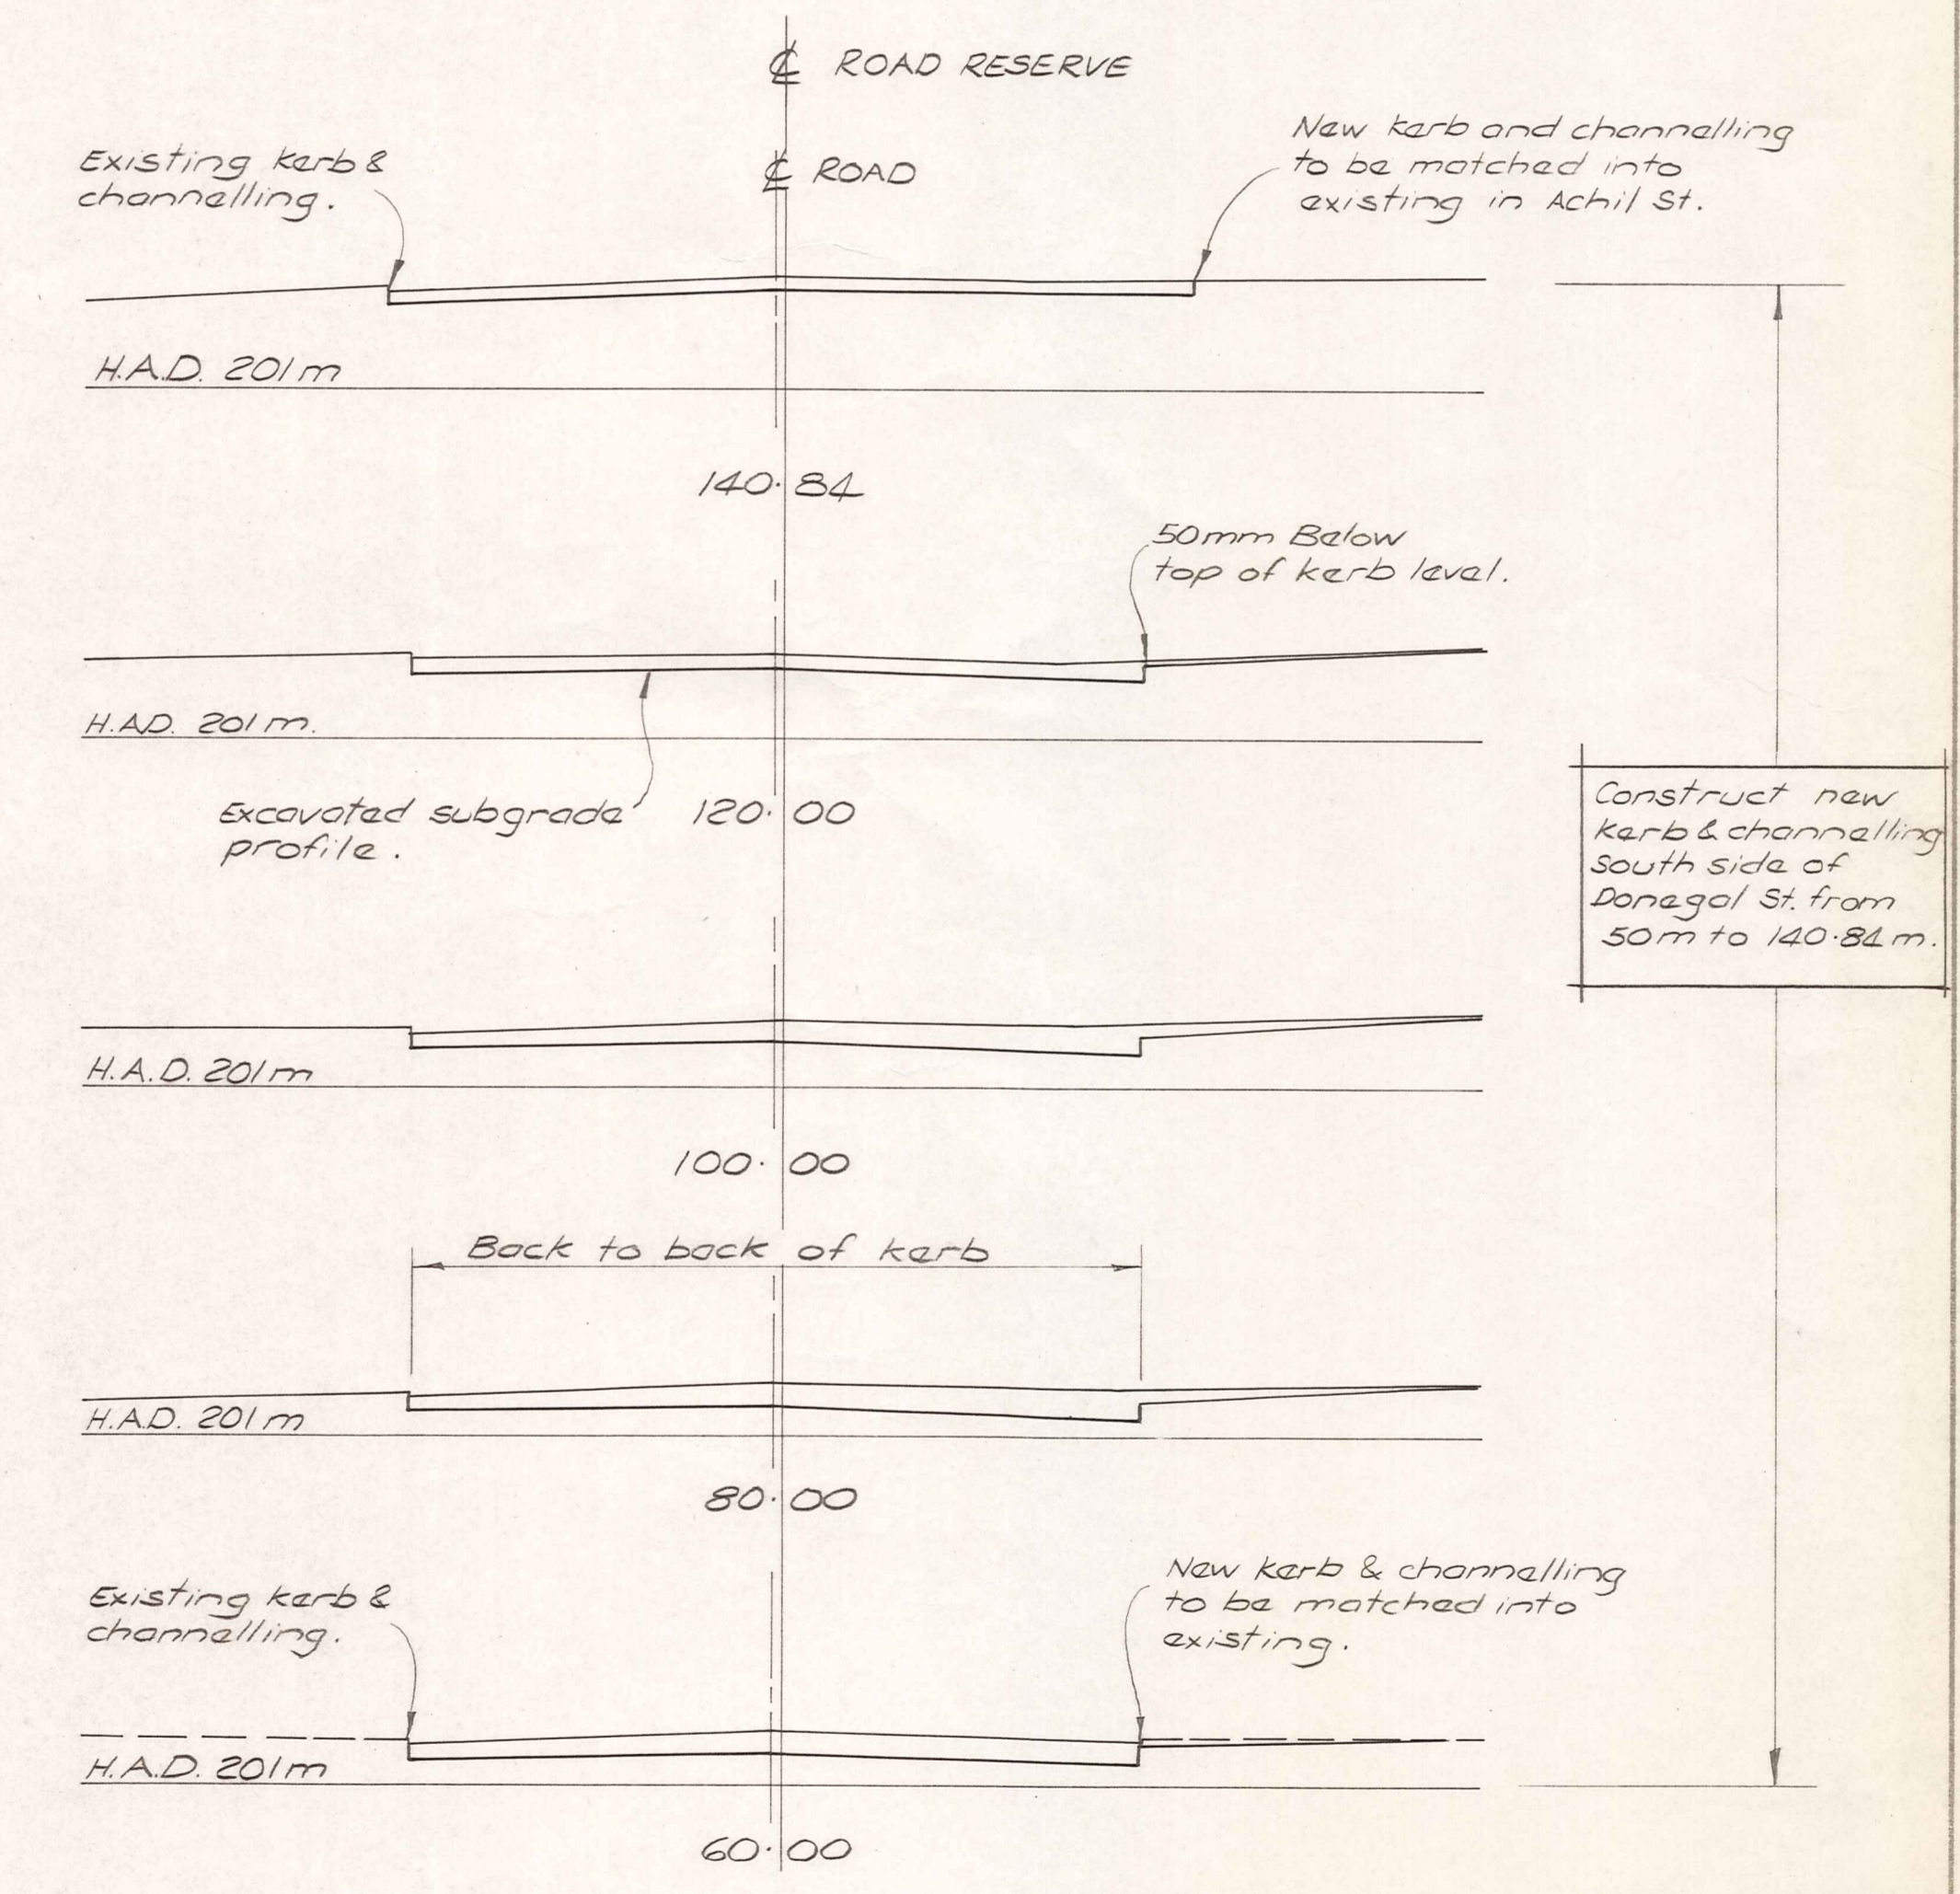 ℄ ROAD RESERVE
Existing kerb &
channelling.
℄ ROAD
New kerb and channelling
to be matched into
existing in Achil St.
H.A.D. 201m
140.84
50mm Below
top of kerb level.
H.A.D. 201m.
Excavated subgrade
profile.
120.00
Construct new
kerb & channelling
south side of
Donegal St. from
50m to 140.84m.
H.A.D. 201m
100.00
Back to back of kerb
H.A.D. 201m
80.00
Existing kerb &
channelling.
New kerb & channelling
to be matched into
existing.
H.A.D. 201m
60.00